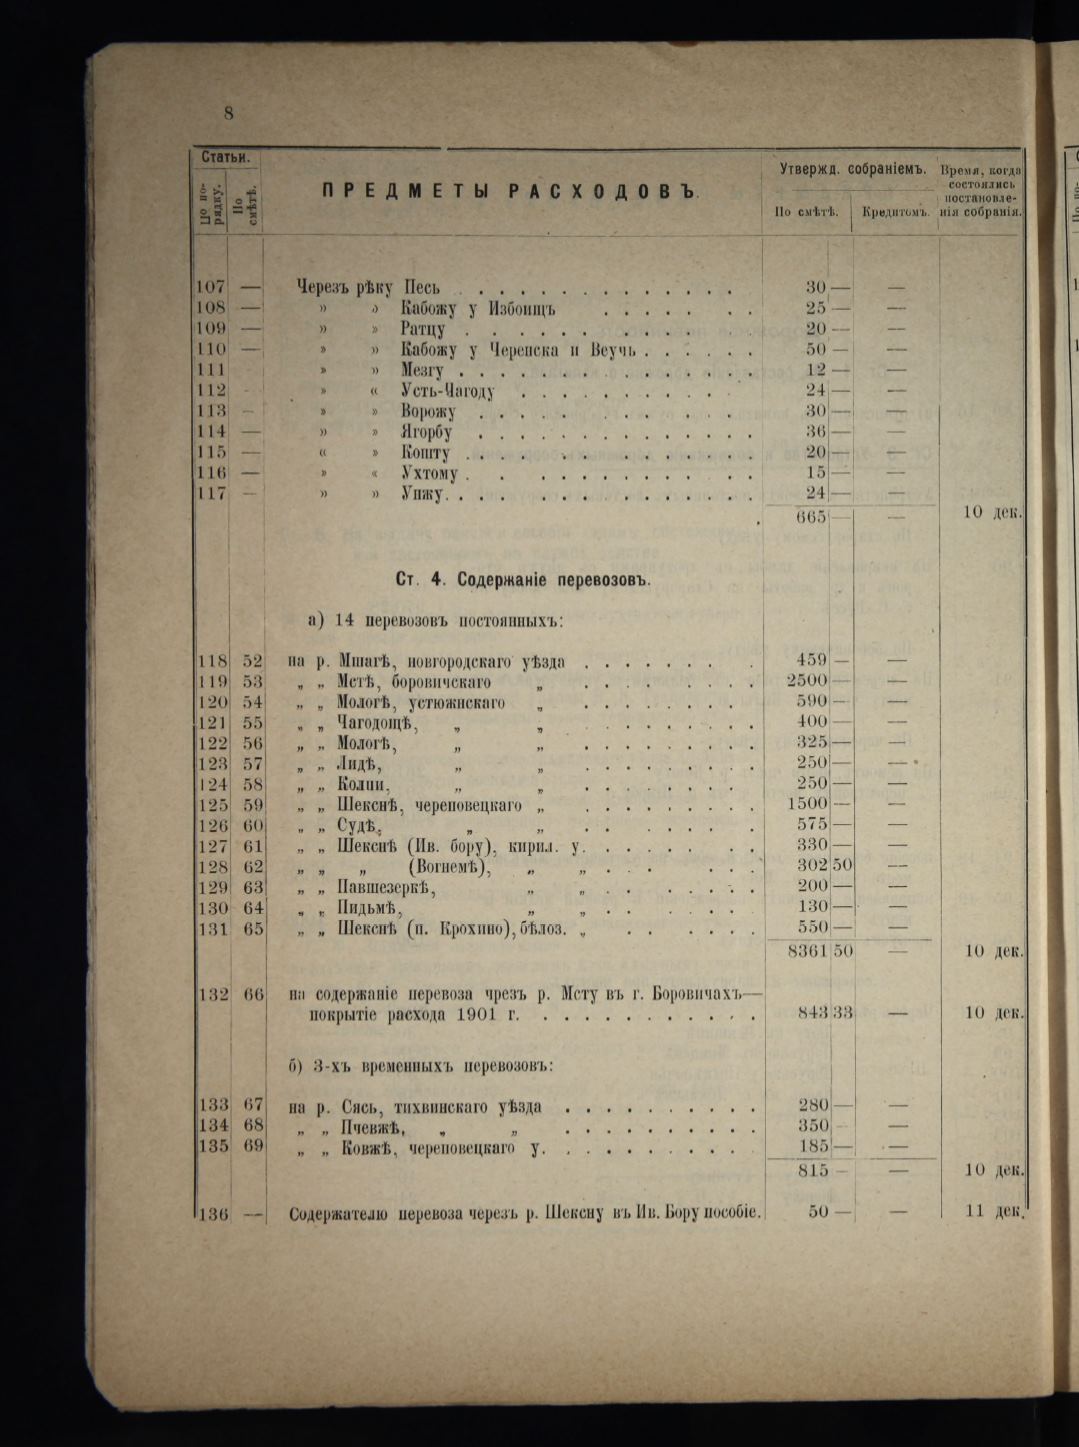 8
Статьи.
По по-
рядку.
По
смѣтѣ.
ПРЕДМЕТЫ РАСХОДОВЪ.
Утвержд. собраніемъ.
По смѣтѣ.
Кредитомъ.
Время, когда
состоялись
постановле-
нія собранія.
107 — Черезъ рѣку Песь . . . . . . . . . . . . . 30 — —
108 — » » Кабожу у Избоищъ . . . . . . . 25 — —
109 — » » Ратцу . . . . . . . . . . . . 20 — —
110 — » » Кабожу у Черенска и Веучь . . . . . . 50 — —
111 » » Мезгу . . . . . . . . . . . . . . 12 — —
112 - » « Усть-Чагоду . . . . . . . . . . 24 — —
113 — » » Ворожу . . . . . . . . . . . . 30 — —
114 — » » Ягорбу . . . . . . . . . . . . . . 36 — —
115 — « » Кошту . . . . . . . . . . . . . 20 — —
116 — » « Ухтому . . . . . . . . . . . . 15 — —
117 — » » Унжу . . . . . . . . . . . . . . 24 — —
665 — — 10 дек.
Ст. 4. Содержаніе перевозовъ.
а) 14 перевозовъ постоянныхъ:
118 52 на р. Мшагѣ, новгородскаго уѣзда . . . . . . . . 459 — —
119 53 „ „ Мстѣ, боровичскаго „ . . . . . . . . 2500 — —
120 54 „ „ Мологѣ, устюжнскаго „ . . . . . . . . 590 — —
121 55 „ „ Чагодощѣ, „ „ . . . . . . . . 400 — —
122 56 „ „ Мологѣ, „ „ . . . . . . . . . 325 — —
123 57 „ „ Лидѣ, „ „ . . . . . . . . . 250 — —
124 58 „ „ Колпи, „ „ . . . . . . . . 250 — —
125 59 „ „ Шекснѣ, череповецкаго „ . . . . . . . . . 1500 — —
126 60 „ „ Судѣ, „ „ . . . . . . . . 575 — —
127 61 „ „ Шекснѣ (Ив. бору), кирил. у. . . . . . . . 330 — —
128 62 „ „ „ (Вогнемѣ), „ „ . . . . . . 302 50 —
129 63 „ „ Павшезеркѣ, „ „ . . . . . . . 200 — —
130 64 „ „ Пидьмѣ, „ „ . . . . . . 130 — —
131 65 „ „ Шекснѣ (п. Крохино), бѣлоз. „ . . . . . . 550 — —
8361 50 — 10 дек.
132 66 на содержаніе перевоза чрезъ р. Мсту въ г. Боровичахъ—
покрытіе расхода 1901 г. . . . . . . . . . . . 843 33 — 10 дек.
б) 3-хъ временныхъ перевозовъ:
133 67 на р. Сясь, тихвинскаго уѣзда . . . . . . . . . . 280 — —
134 68 „ „ Пчевжѣ, „ „ . . . . . . . . . . 350 — —
135 69 „ „ Ковжѣ, череповецкаго у. . . . . . . . . . . 185 — —
815 — — 10 дек.
136 — Содержателю перевоза черезъ р. Шексну въ Ив. Бору пособіе. 50 — — 11 дек.